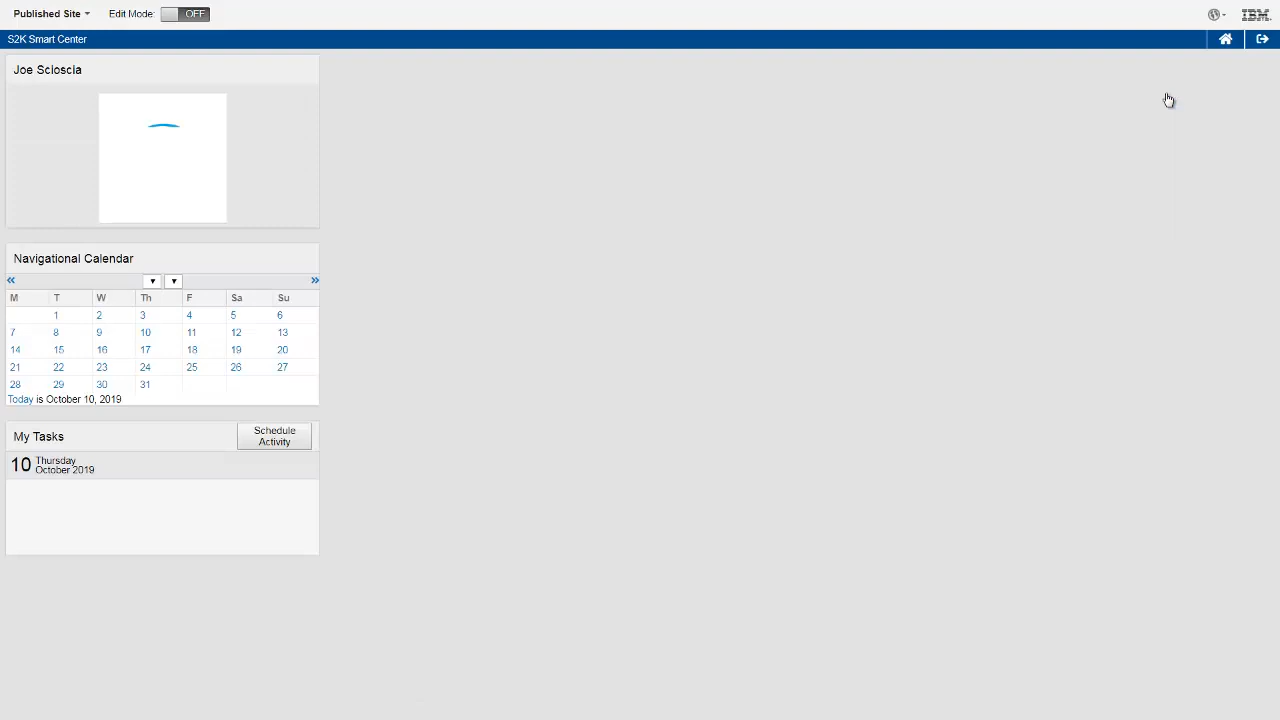 Published Site Edit Mode: OFF IBM.
S2K Smart Center
Joe Scioscia
Navigational Calendar
« ▼ ▼ »
M T W Th F Sa Su
1 2 3 4 5 6
7 8 9 10 11 12 13
14 15 16 17 18 19 20
21 22 23 24 25 26 27
28 29 30 31
Today is October 10, 2019
My Tasks
Schedule
Activity
10 Thursday
October 2019